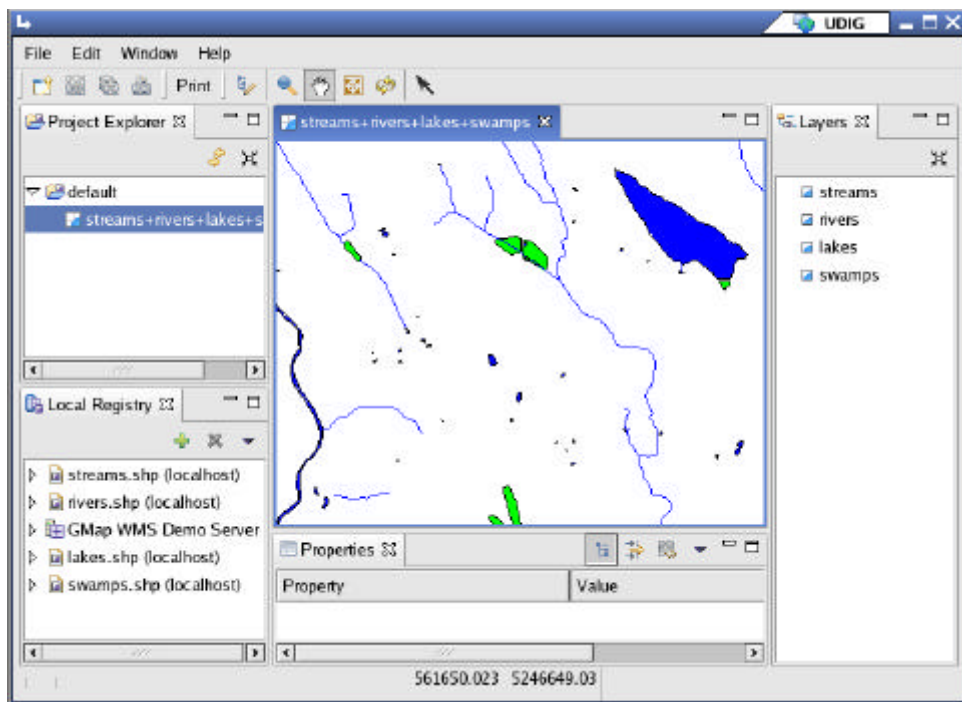 UDIG
File Edit Window Help
Print
Project Explorer
default
streams+rivers+lakes+s
streams+rivers+lakes+swamps
Layers
streams
rivers
lakes
swamps
Local Registry
streams.shp (localhost)
rivers.shp (localhost)
GMap WMS Demo Server
lakes.shp (localhost)
swamps.shp (localhost)
Properties
Property Value
561650.023 5246649.03